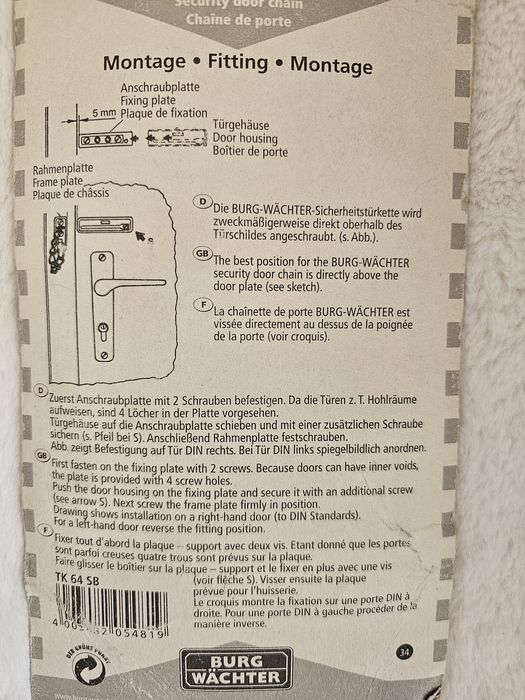 Security door chain
Chaîne de porte
Montage • Fitting • Montage
Anschraubplatte
Fixing plate
5 mm Plaque de fixation
Türgehäuse
Door housing
Boîtier de porte
Rahmenplatte
Frame plate
Plaque de châssis
D Die BURG-WÄCHTER-Sicherheitstürkette wird
zweckmäßigerweise direkt oberhalb des
Türschildes angeschraubt. (s. Abb.).
GB The best position for the BURG-WÄCHTER
security door chain is directly above the
door plate (see sketch).
F La chaînette de porte BURG-WÄCHTER est
vissée directement au dessus de la poignée
de la porte (voir croquis).
D Zuerst Anschraubplatte mit 2 Schrauben befestigen. Da die Türen z. T. Hohlräume
aufweisen, sind 4 Löcher in der Platte vorgesehen.
Türgehäuse auf die Anschraubplatte schieben und mit einer zusätzlichen Schraube
sichern (s. Pfeil bei S). Anschließend Rahmenplatte festschrauben.
Abb. zeigt Befestigung auf Tür DIN rechts. Bei Tür DIN links spiegelbildlich anordnen.
GB First fasten on the fixing plate with 2 screws. Because doors can have inner voids,
the plate is provided with 4 screw holes.
Push the door housing on the fixing plate and secure it with an additional screw
(see arrow S). Next screw the frame plate firmly in position.
Drawing shows installation on a right-hand door (to DIN Standards).
For a left-hand door reverse the fitting position.
F Fixer tout d'abord la plaque – support avec deux vis. Etant donné que les portes
sont parfoi creuses quatre trous sont prévus sur la plaque.
Faire glisser le boîtier sur la plaque – support et le fixer en plus avec une vis
(voir flêche S). Visser ensuite la plaque
prévue pour l'huisserie.
Le croquis montre la fixation sur une porte DIN à
droite. Pour une porte DIN à gauche procéder de la
manière inverse.
TK 64 SB
054819
DER GRÜNE PUNKT
BURG
WÄCHTER
34